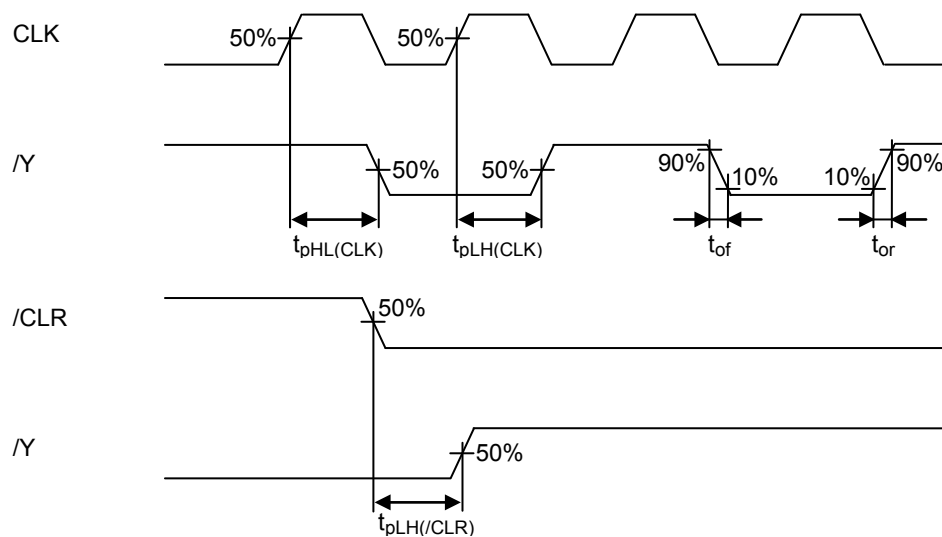 CLK
50%
50%
/Y
50%
50%
90%
10%
10%
90%
tpHL(CLK)
tpLH(CLK)
tof
tor
/CLR
50%
/Y
50%
tpLH(/CLR)